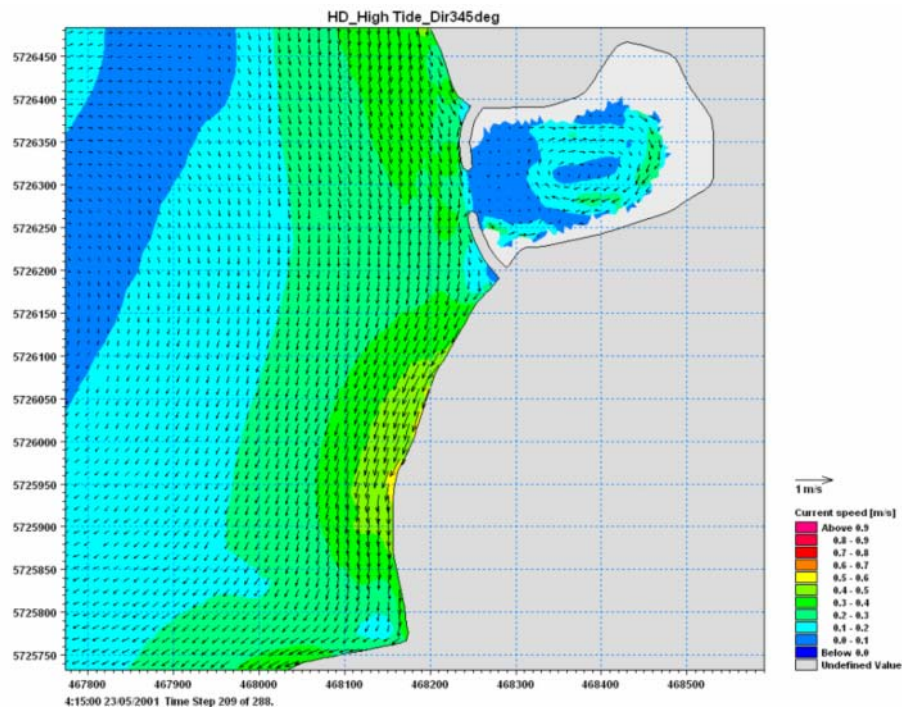 HD_High Tide_Dir345deg
5726450
5726400
5726350
5726300
5726250
5726200
5726150
5726100
5726050
5726000
5725950
5725900
5725850
5725800
5725750
467800 467900 468000 468100 468200 468300 468400 468500
4:15:00 23/05/2001 Time Step 209 of 288.
1 m/s
Current speed [m/s]
Above 0.9
0.8 - 0.9
0.7 - 0.8
0.6 - 0.7
0.5 - 0.6
0.4 - 0.5
0.3 - 0.4
0.2 - 0.3
0.1 - 0.2
0.0 - 0.1
Below 0.0
Undefined Value